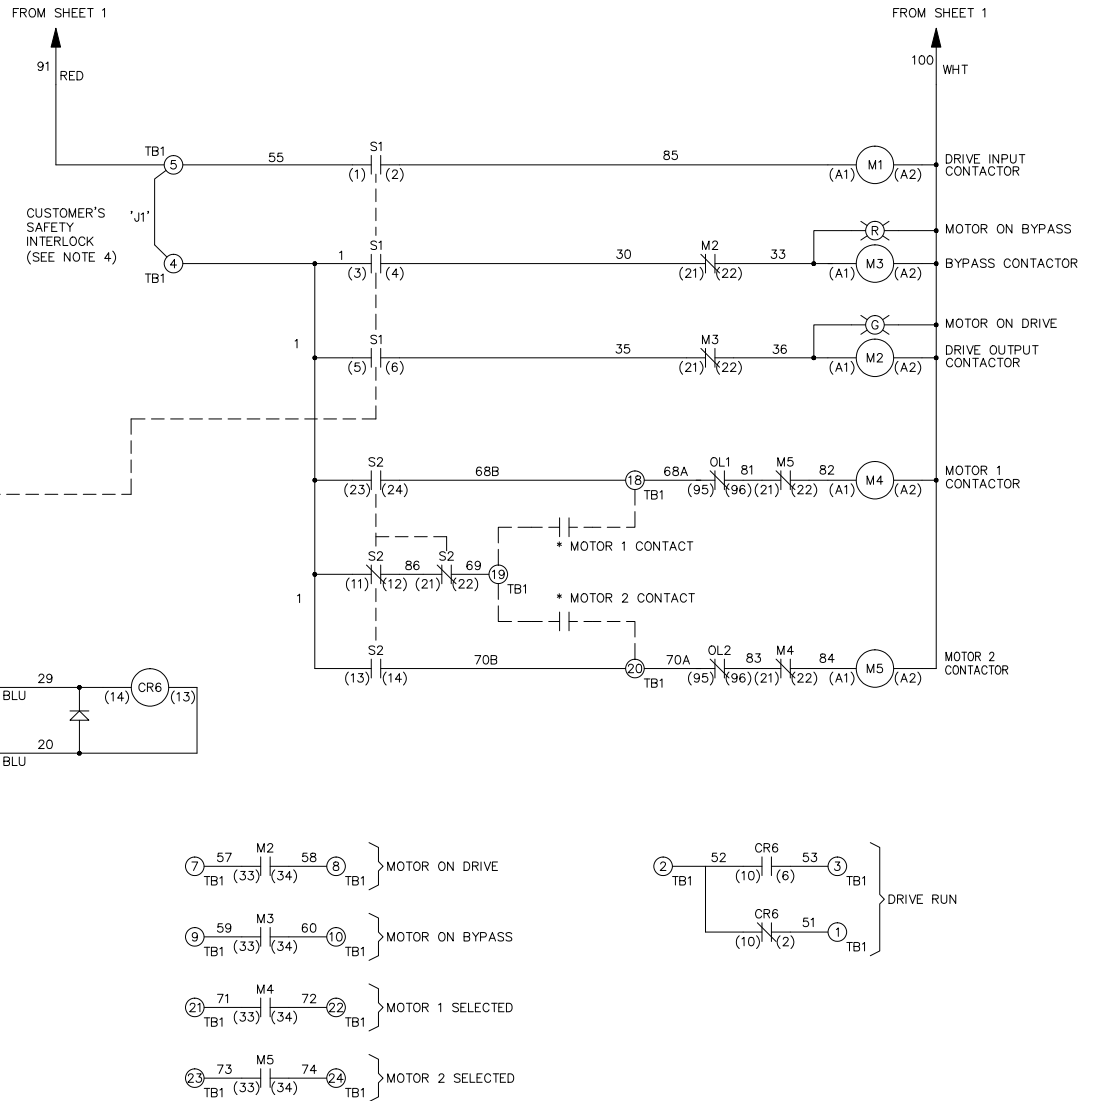 FROM SHEET 1
FROM SHEET 1
91
RED
100
WHT
TB1
5
55
S1
(1)
(2)
85
M1
(A1)
(A2)
DRIVE INPUT
CONTACTOR
CUSTOMER'S
SAFETY
INTERLOCK
(SEE NOTE 4)
'J1'
R
MOTOR ON BYPASS
4
TB1
1
S1
(3)
(4)
30
M2
(21)
(22)
33
M3
(A1)
(A2)
BYPASS CONTACTOR
G
MOTOR ON DRIVE
1
S1
(5)
(6)
35
M3
(21)
(22)
36
M2
(A1)
(A2)
DRIVE OUTPUT
CONTACTOR
S2
(23)
(24)
68B
18
TB1
68A
OL1
(95)
(96)
81
M5
(21)
(22)
82
M4
(A1)
(A2)
MOTOR 1
CONTACTOR
* MOTOR 1 CONTACT
1
S2
(11)
(12)
86
S2
(21)
(22)
69
19
TB1
* MOTOR 2 CONTACT
S2
(13)
(14)
70B
20
TB1
70A
OL2
(95)
(96)
83
M4
(21)
(22)
84
M5
(A1)
(A2)
MOTOR 2
CONTACTOR
29
BLU
(14)
CR6
(13)
20
BLU
7
TB1
57
M2
(33)
(34)
58
8
TB1
MOTOR ON DRIVE
9
TB1
59
M3
(33)
(34)
60
10
TB1
MOTOR ON BYPASS
21
TB1
71
M4
(33)
(34)
72
22
TB1
MOTOR 1 SELECTED
23
TB1
73
M5
(33)
(34)
74
24
TB1
MOTOR 2 SELECTED
2
TB1
52
CR6
(10)
(6)
53
3
TB1
DRIVE RUN
CR6
(10)
(2)
51
1
TB1